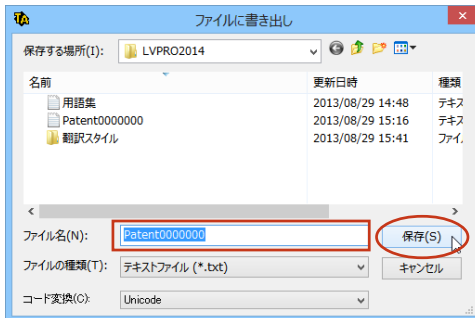 ファイルに書き出し
保存する場所(I): LVPRO2014
名前 更新日時 種類
用語集 2013/08/29 14:48 テキス
Patent0000000 2013/08/29 15:16 テキス
翻訳スタイル 2013/08/29 15:41 ファイ
ファイル名(N): Patent0000000 保存(S)
ファイルの種類(T): テキストファイル (*.txt) キャンセル
コード変換(C): Unicode